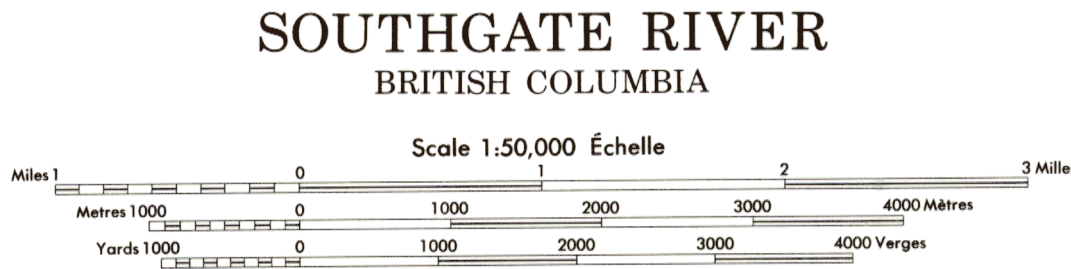 SOUTHGATE RIVER
BRITISH COLUMBIA
Scale 1:50,000 Échelle
Miles 1 0 1 2 3 Mille
Metres 1000 0 1000 2000 3000 4000 Mètres
Yards 1000 0 1000 2000 3000 4000 Verges